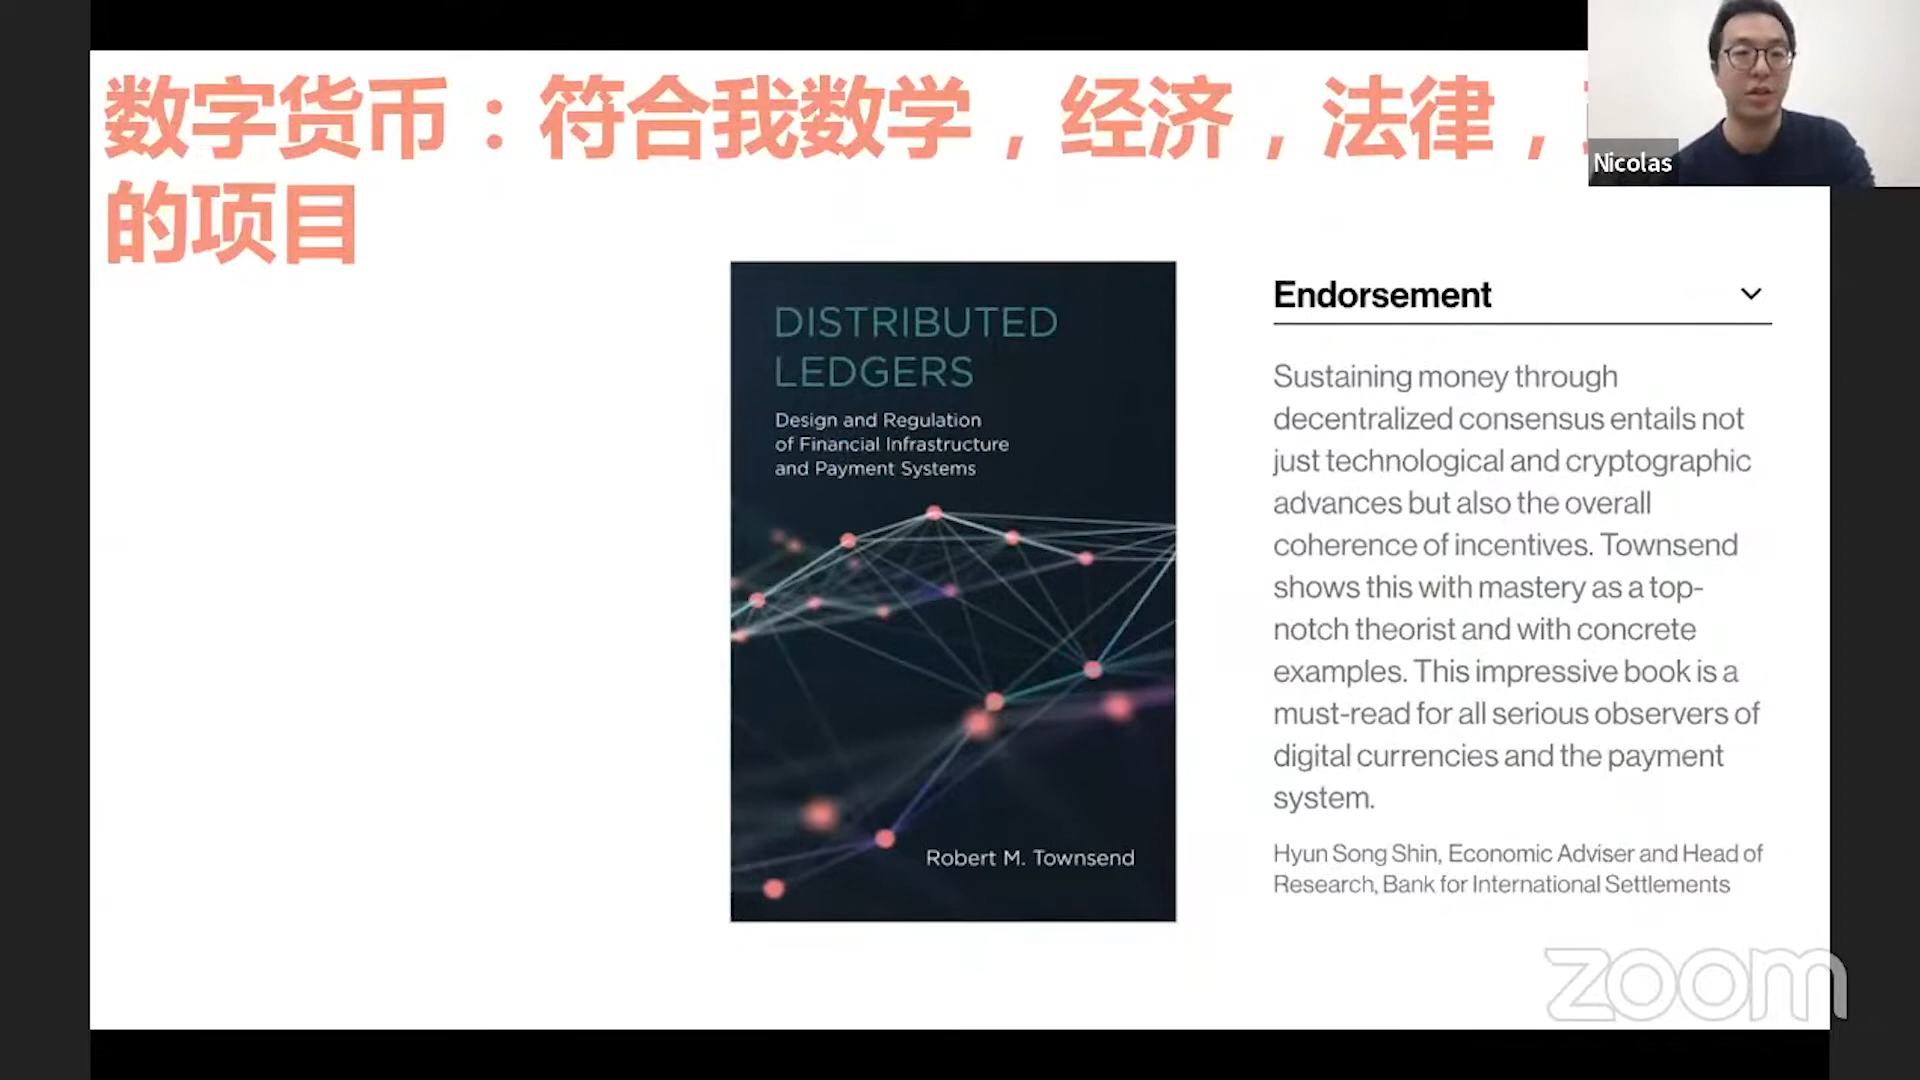 数字货币：符合我数学，经济，法律，
的项目
Nicolas
DISTRIBUTED
LEDGERS
Design and Regulation
of Financial Infrastructure
and Payment Systems
Robert M. Townsend
Endorsement
Sustaining money through
decentralized consensus entails not
just technological and cryptographic
advances but also the overall
coherence of incentives. Townsend
shows this with mastery as a top-
notch theorist and with concrete
examples. This impressive book is a
must-read for all serious observers of
digital currencies and the payment
system.
Hyun Song Shin, Economic Adviser and Head of
Research, Bank for International Settlements
zoom